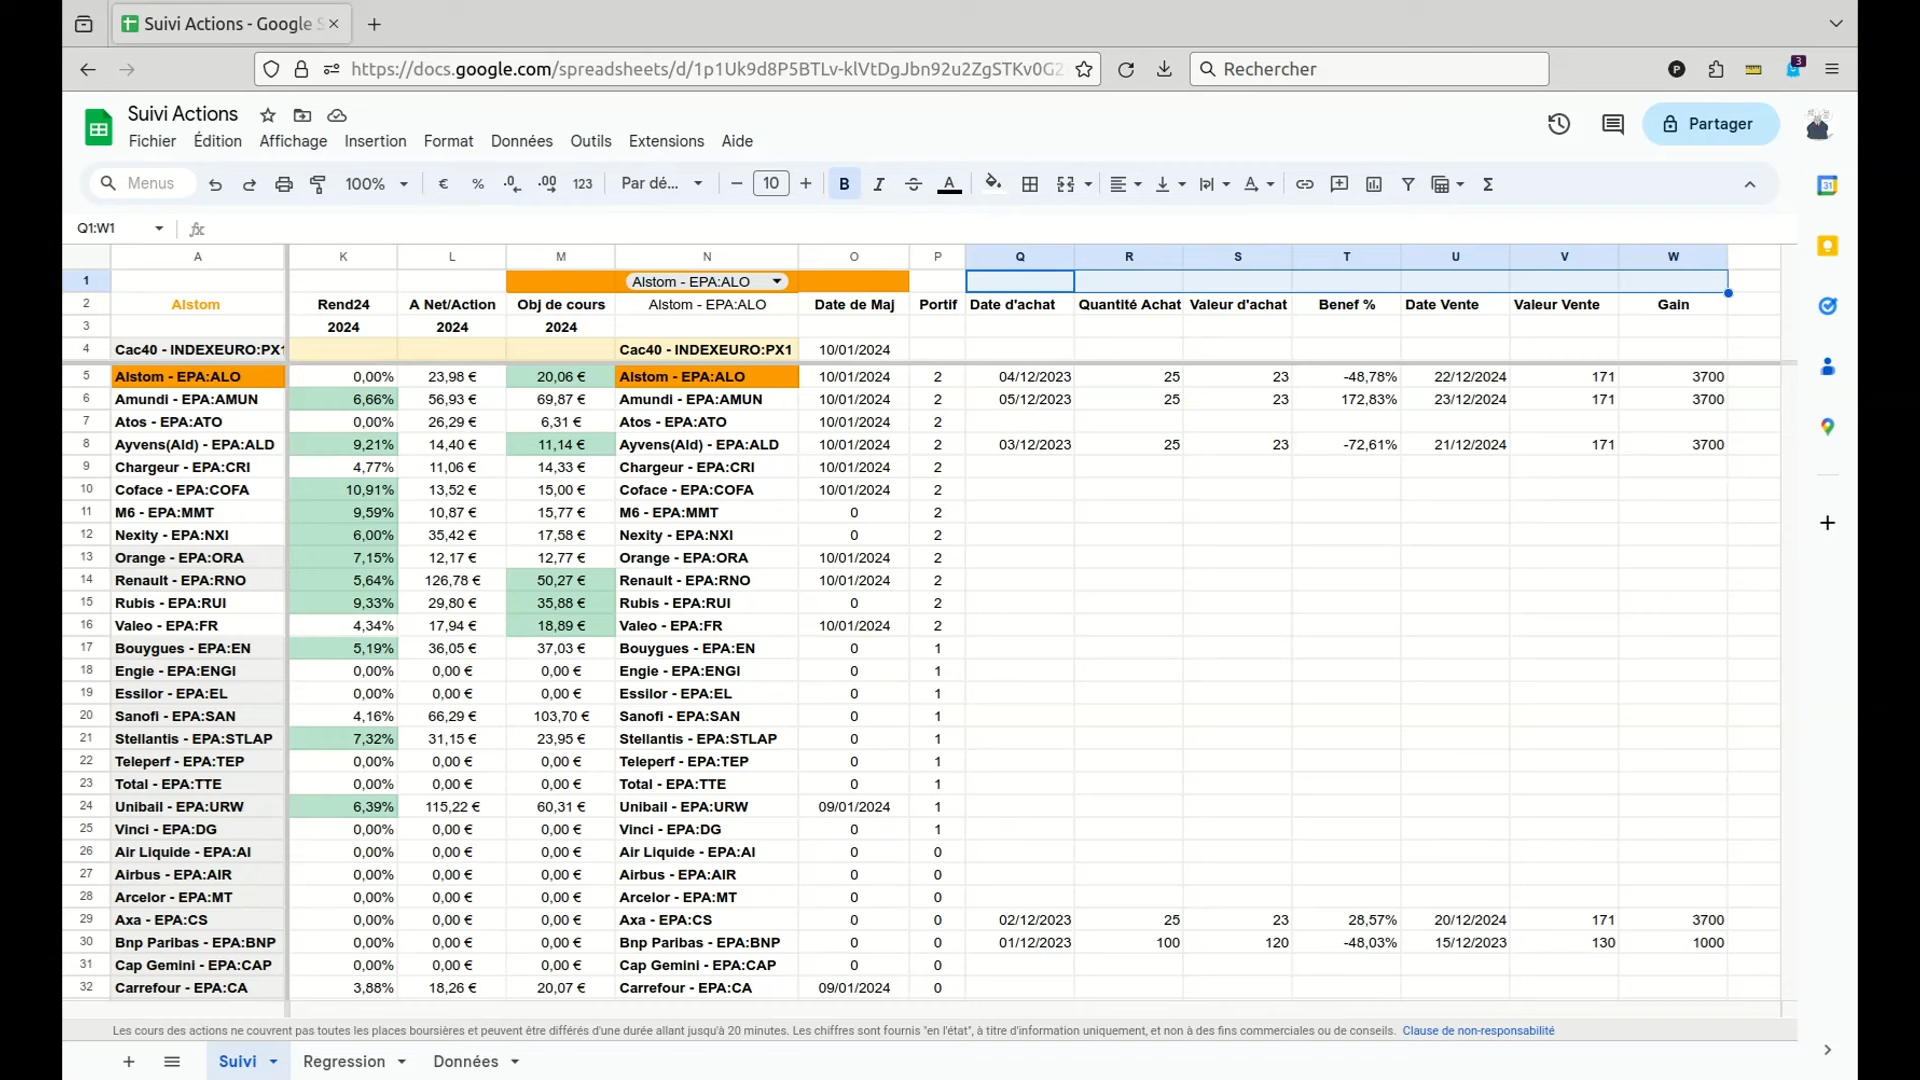 Suivi Actions - Google S
https://docs.google.com/spreadsheets/d/1p1Uk9d8P5BTLv-klVtDgJbn92u2ZgSTKv0G2
Rechercher
P
3
Suivi Actions
Fichier Édition Affichage Insertion Format Données Outils Extensions Aide
Partager
Menus 100% € % .0 .00 123 Par dé... 10 B I S A Σ
31
Q1:W1 fx
A K L M N O P Q R S T U V W
1 Alstom - EPA:ALO
2 Alstom Rend24 A Net/Action Obj de cours Alstom - EPA:ALO Date de Maj Portif Date d'achat Quantité Achat Valeur d'achat Benef % Date Vente Valeur Vente Gain
3 2024 2024 2024
4 Cac40 - INDEXEURO:PX1 Cac40 - INDEXEURO:PX1 10/01/2024
5 Alstom - EPA:ALO 0,00% 23,98 € 20,06 € Alstom - EPA:ALO 10/01/2024 2 04/12/2023 25 23 -48,78% 22/12/2024 171 3700
6 Amundi - EPA:AMUN 6,66% 56,93 € 69,87 € Amundi - EPA:AMUN 10/01/2024 2 05/12/2023 25 23 172,83% 23/12/2024 171 3700
7 Atos - EPA:ATO 0,00% 26,29 € 6,31 € Atos - EPA:ATO 10/01/2024 2
8 Ayvens(Ald) - EPA:ALD 9,21% 14,40 € 11,14 € Ayvens(Ald) - EPA:ALD 10/01/2024 2 03/12/2023 25 23 -72,61% 21/12/2024 171 3700
9 Chargeur - EPA:CRI 4,77% 11,06 € 14,33 € Chargeur - EPA:CRI 10/01/2024 2
10 Coface - EPA:COFA 10,91% 13,52 € 15,00 € Coface - EPA:COFA 10/01/2024 2
11 M6 - EPA:MMT 9,59% 10,87 € 15,77 € M6 - EPA:MMT 0 2
12 Nexity - EPA:NXI 6,00% 35,42 € 17,58 € Nexity - EPA:NXI 0 2
13 Orange - EPA:ORA 7,15% 12,17 € 12,77 € Orange - EPA:ORA 10/01/2024 2
14 Renault - EPA:RNO 5,64% 126,78 € 50,27 € Renault - EPA:RNO 10/01/2024 2
15 Rubis - EPA:RUI 9,33% 29,80 € 35,88 € Rubis - EPA:RUI 0 2
16 Valeo - EPA:FR 4,34% 17,94 € 18,89 € Valeo - EPA:FR 10/01/2024 2
17 Bouygues - EPA:EN 5,19% 36,05 € 37,03 € Bouygues - EPA:EN 0 1
18 Engie - EPA:ENGI 0,00% 0,00 € 0,00 € Engie - EPA:ENGI 0 1
19 Essilor - EPA:EL 0,00% 0,00 € 0,00 € Essilor - EPA:EL 0 1
20 Sanofi - EPA:SAN 4,16% 66,29 € 103,70 € Sanofi - EPA:SAN 0 1
21 Stellantis - EPA:STLAP 7,32% 31,15 € 23,95 € Stellantis - EPA:STLAP 0 1
22 Teleperf - EPA:TEP 0,00% 0,00 € 0,00 € Teleperf - EPA:TEP 0 1
23 Total - EPA:TTE 0,00% 0,00 € 0,00 € Total - EPA:TTE 0 1
24 Unibail - EPA:URW 6,39% 115,22 € 60,31 € Unibail - EPA:URW 09/01/2024 1
25 Vinci - EPA:DG 0,00% 0,00 € 0,00 € Vinci - EPA:DG 0 1
26 Air Liquide - EPA:AI 0,00% 0,00 € 0,00 € Air Liquide - EPA:AI 0 0
27 Airbus - EPA:AIR 0,00% 0,00 € 0,00 € Airbus - EPA:AIR 0 0
28 Arcelor - EPA:MT 0,00% 0,00 € 0,00 € Arcelor - EPA:MT 0 0
29 Axa - EPA:CS 0,00% 0,00 € 0,00 € Axa - EPA:CS 0 0 02/12/2023 25 23 28,57% 20/12/2024 171 3700
30 Bnp Paribas - EPA:BNP 0,00% 0,00 € 0,00 € Bnp Paribas - EPA:BNP 0 0 01/12/2023 100 120 -48,03% 15/12/2023 130 1000
31 Cap Gemini - EPA:CAP 0,00% 0,00 € 0,00 € Cap Gemini - EPA:CAP 0 0
32 Carrefour - EPA:CA 3,88% 18,26 € 20,07 € Carrefour - EPA:CA 09/01/2024 0
Les cours des actions ne couvrent pas toutes les places boursières et peuvent être différés d'une durée allant jusqu'à 20 minutes. Les chiffres sont fournis "en l'état", à titre d'information uniquement, et non à des fins commerciales ou de conseils. Clause de non-responsabilité
Suivi Regression Données